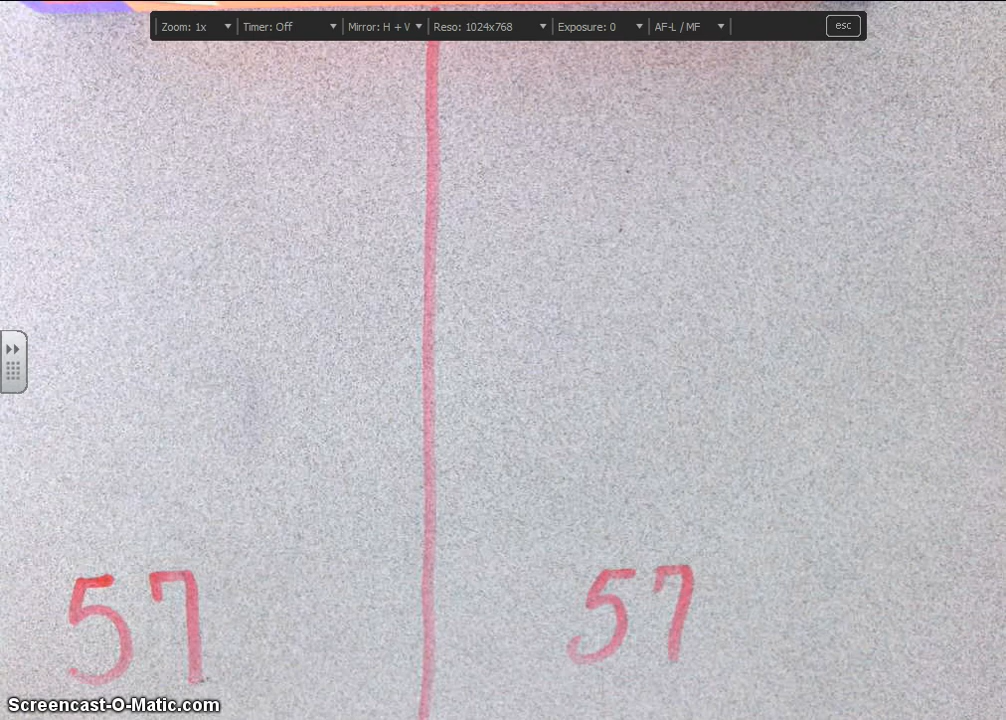 Zoom: 1x Timer: Off Mirror: H + V Reso: 1024x768 Exposure: 0 AF-L / MF esc
57 57
Screencast-O-Matic.com